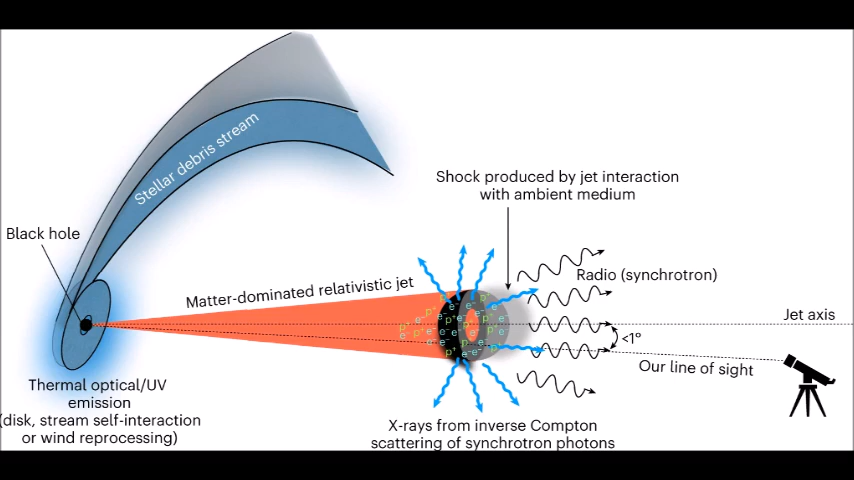 Stellar debris stream
Shock produced by jet interaction
with ambient medium
Black hole
Radio (synchrotron)
Matter-dominated relativistic jet
Jet axis
<1°
Our line of sight
Thermal optical/UV
emission
(disk, stream self-interaction
or wind reprocessing)
X-rays from inverse Compton
scattering of synchrotron photons